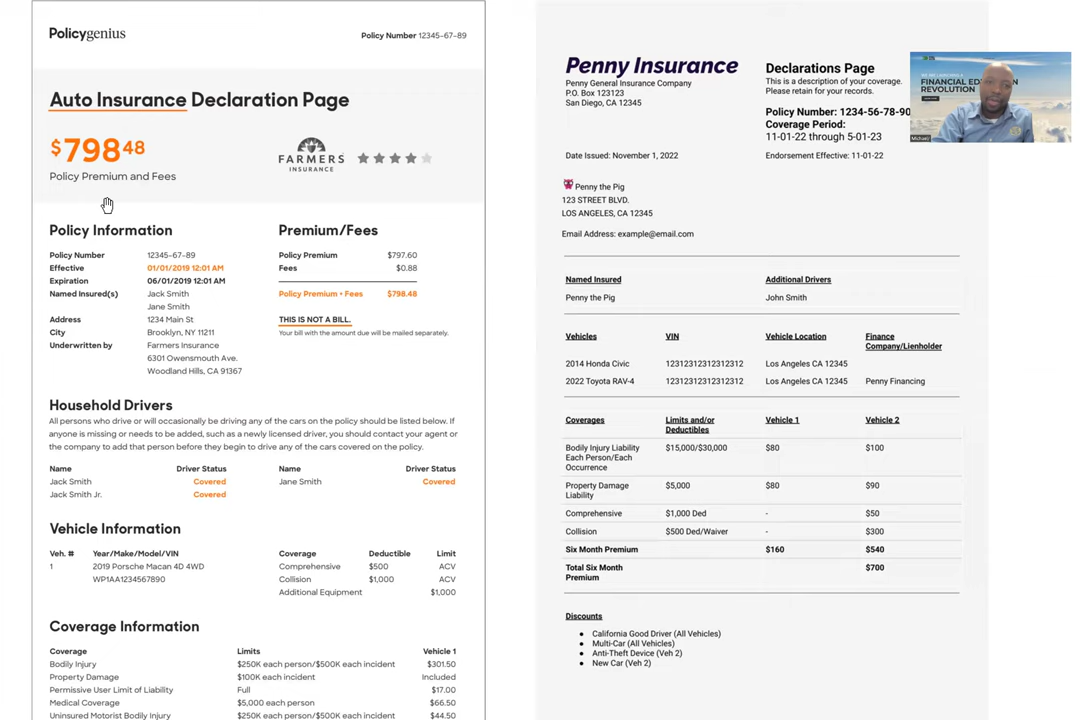 Policygenius
Policy Number 12345-67-89
Auto Insurance Declaration Page
$798.48
Policy Premium and Fees
FARMERS
INSURANCE
Policy Information
Policy Number 12345-67-89
Effective 01/01/2019 12:01 AM
Expiration 06/01/2019 12:01 AM
Named Insured(s) Jack Smith
Jane Smith
Address 1234 Main St
City Brooklyn, NY 11211
Underwritten by Farmers Insurance
6301 Owensmouth Ave.
Woodland Hills, CA 91367
Premium/Fees
Policy Premium $797.60
Fees $0.88
Policy Premium + Fees $798.48
THIS IS NOT A BILL.
Your bill with the amount due will be mailed separately.
Household Drivers
All persons who drive or will occasionally be driving any of the cars on the policy should be listed below. If
anyone is missing or needs to be added, such as a newly licensed driver, you should contact your agent or
the company to add that person before they begin to drive any of the cars covered on the policy.
Name Driver Status Name Driver Status
Jack Smith Covered Jane Smith Covered
Jack Smith Jr. Covered
Vehicle Information
Veh. # Year/Make/Model/VIN Coverage Deductible Limit
1 2019 Porsche Macan 4D 4WD Comprehensive $500 ACV
WP1AA1234567890 Collision $1,000 ACV
Additional Equipment $1,000
Coverage Information
Coverage Limits Vehicle 1
Bodily Injury $250K each person/$500K each incident $301.50
Property Damage $100K each incident Included
Permissive User Limit of Liability Full $17.00
Medical Coverage $5,000 each person $66.50
Uninsured Motorist Bodily Injury $250K each person/$500K each incident $44.50
Penny Insurance
Penny General Insurance Company
P.O. Box 123123
San Diego, CA 12345
Declarations Page
This is a description of your coverage.
Please retain for your records.
Policy Number: 1234-56-78-90
Coverage Period:
11-01-22 through 5-01-23
Date Issued: November 1, 2022
Endorsement Effective: 11-01-22
Penny the Pig
123 STREET BLVD.
LOS ANGELES, CA 12345
Email Address: example@email.com
Named Insured Additional Drivers
Penny the Pig John Smith
Vehicles VIN Vehicle Location Finance
Company/Lienholder
2014 Honda Civic 12312312312312312 Los Angeles CA 12345
2022 Toyota RAV-4 12312312312312312 Los Angeles CA 12345 Penny Financing
Coverages Limits and/or Vehicle 1 Vehicle 2
Deductibles
Bodily Injury Liability $15,000/$30,000 $80 $100
Each Person/Each
Occurrence
Property Damage $5,000 $80 $90
Liability
Comprehensive $1,000 Ded - $50
Collision $500 Ded/Waiver - $300
Six Month Premium $160 $540
Total Six Month $700
Premium
Discounts
● California Good Driver (All Vehicles)
● Multi-Car (All Vehicles)
● Anti-Theft Device (Veh 2)
● New Car (Veh 2)
FINANCIAL
REVOLUTION